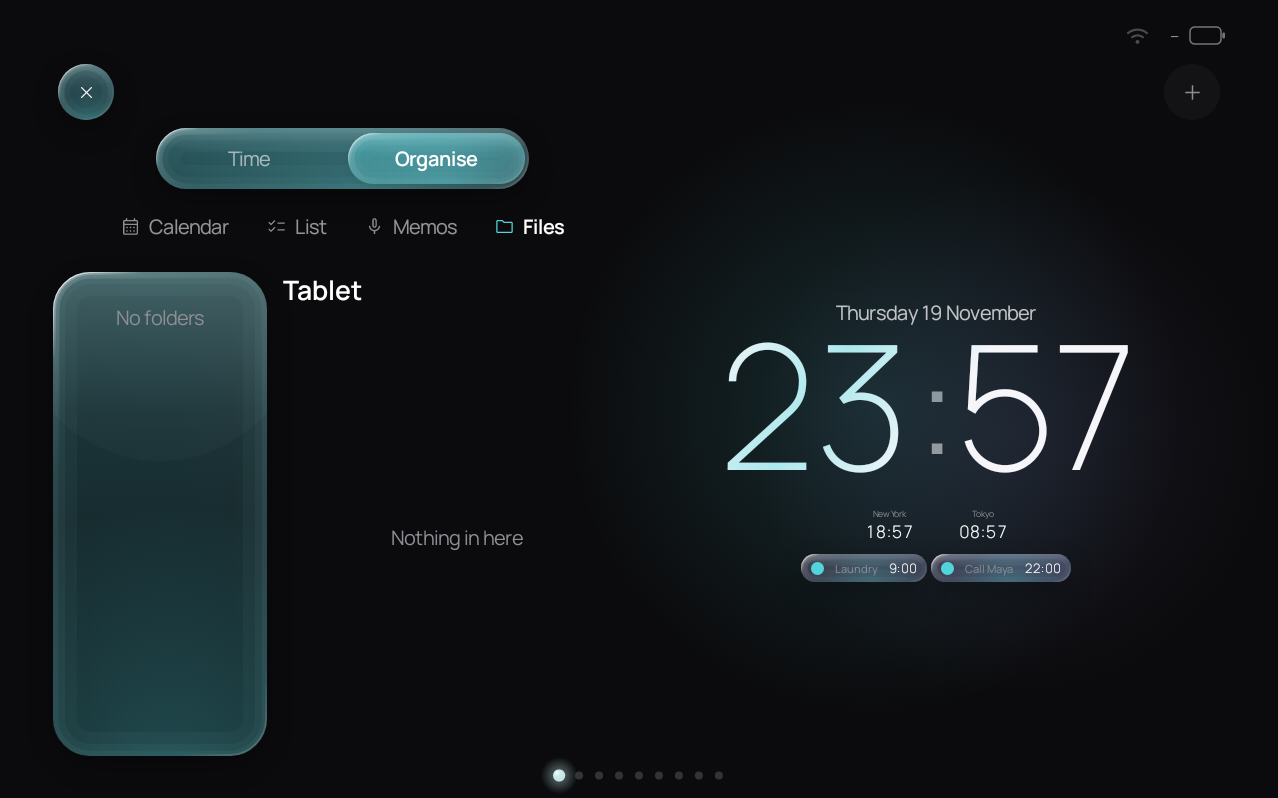 Time Organise
Calendar List Memos Files
Tablet
No folders
Nothing in here
Thursday 19 November
23:57
New York Tokyo
18:57 08:57
Laundry 9:00 Call Maya 22:00